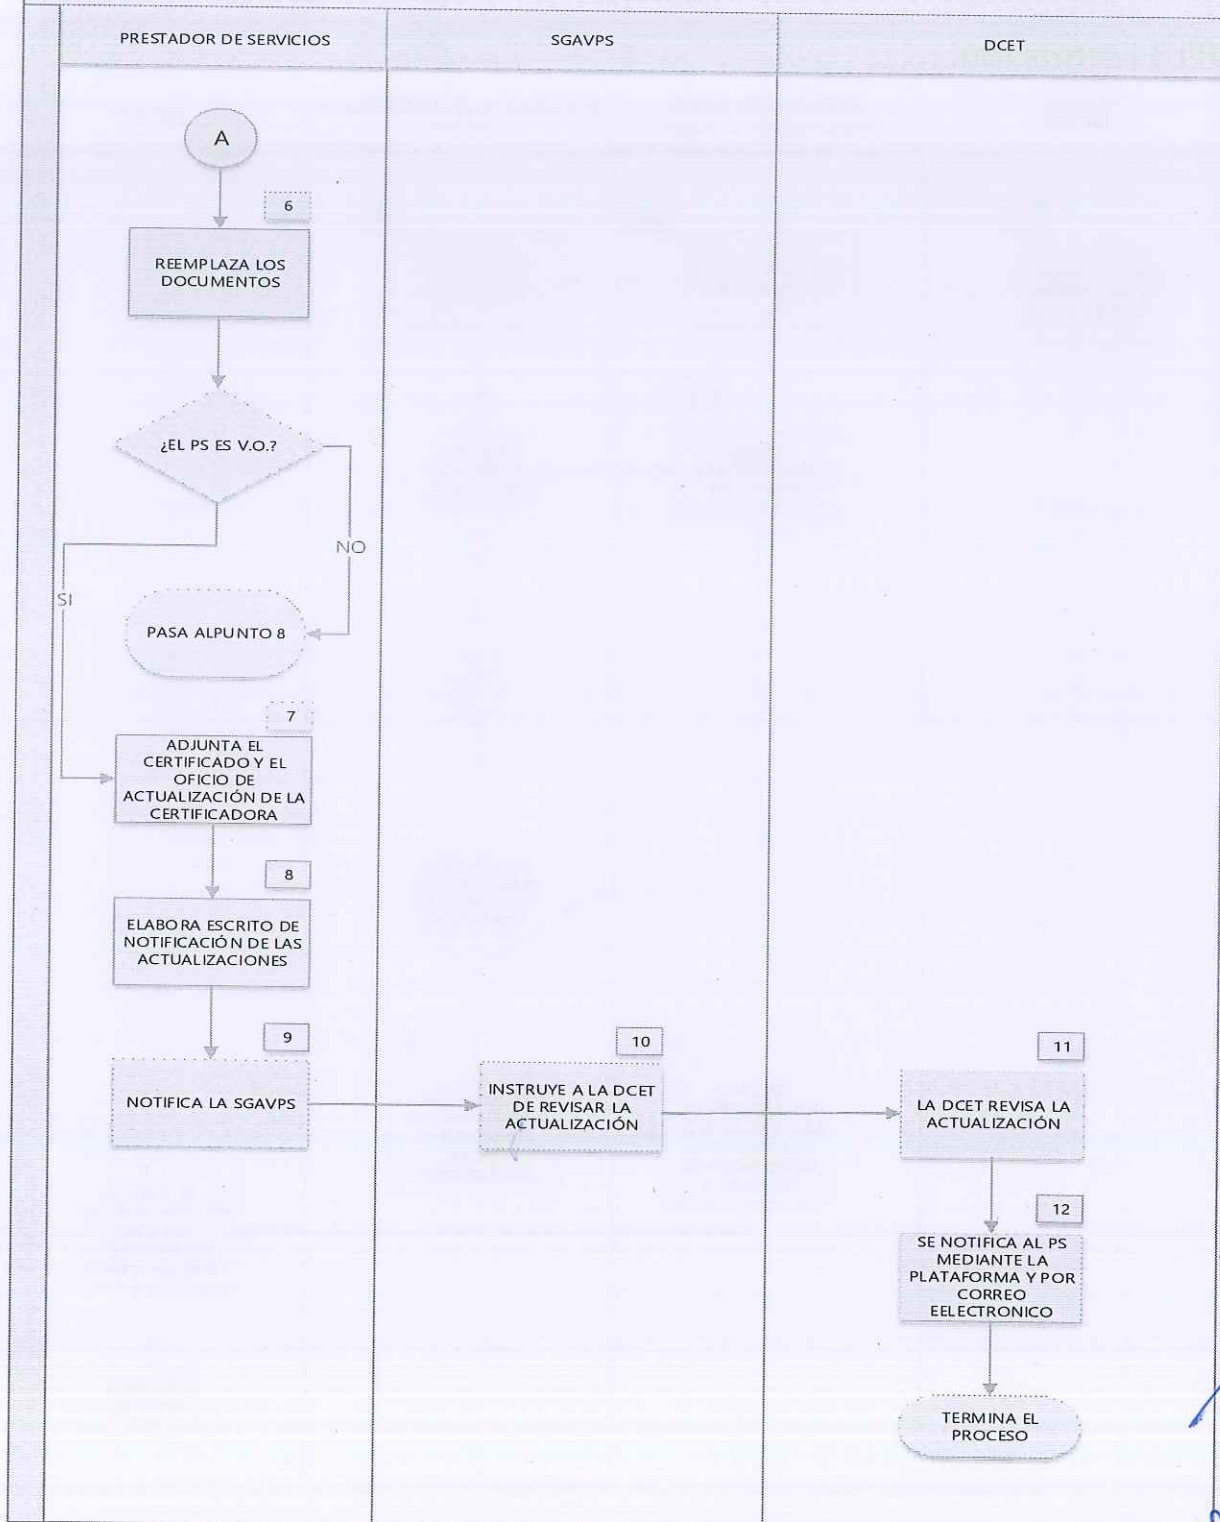 PRESTADOR DE SERVICIOS
SGAVPS
DCET
A
6
REEMPLAZA LOS
DOCUMENTOS
¿EL PS ES V.O.?
NO
SI
PASA ALPUNTO 8
7
ADJUNTA EL
CERTIFICADO Y EL
OFICIO DE
ACTUALIZACIÓN DE LA
CERTIFICADORA
8
ELABORA ESCRITO DE
NOTIFICACIÓN DE LAS
ACTUALIZACIONES
9
NOTIFICA LA SGAVPS
10
INSTRUYE A LA DCET
DE REVISAR LA
ACTUALIZACIÓN
11
LA DCET REVISA LA
ACTUALIZACIÓN
12
SE NOTIFICA AL PS
MEDIANTE LA
PLATAFORMA Y POR
CORREO
EELECTRONICO
TERMINA EL
PROCESO